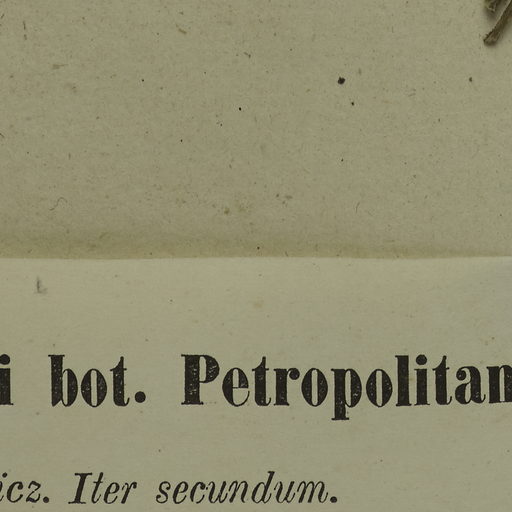 i bot. Petropolitan
icz. Iter secundum.